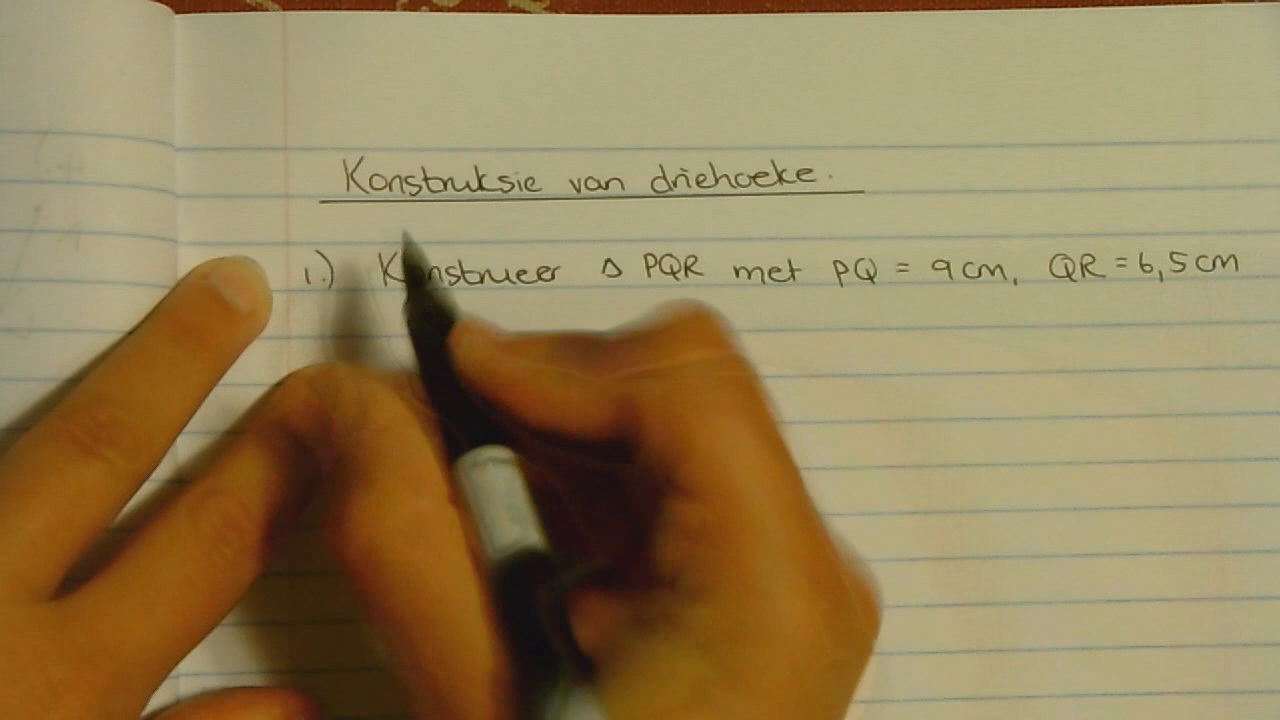 Konstruksie van driehoeke.
1.) Konstrueer Δ PQR met PQ = 9cm, QR = 6,5cm